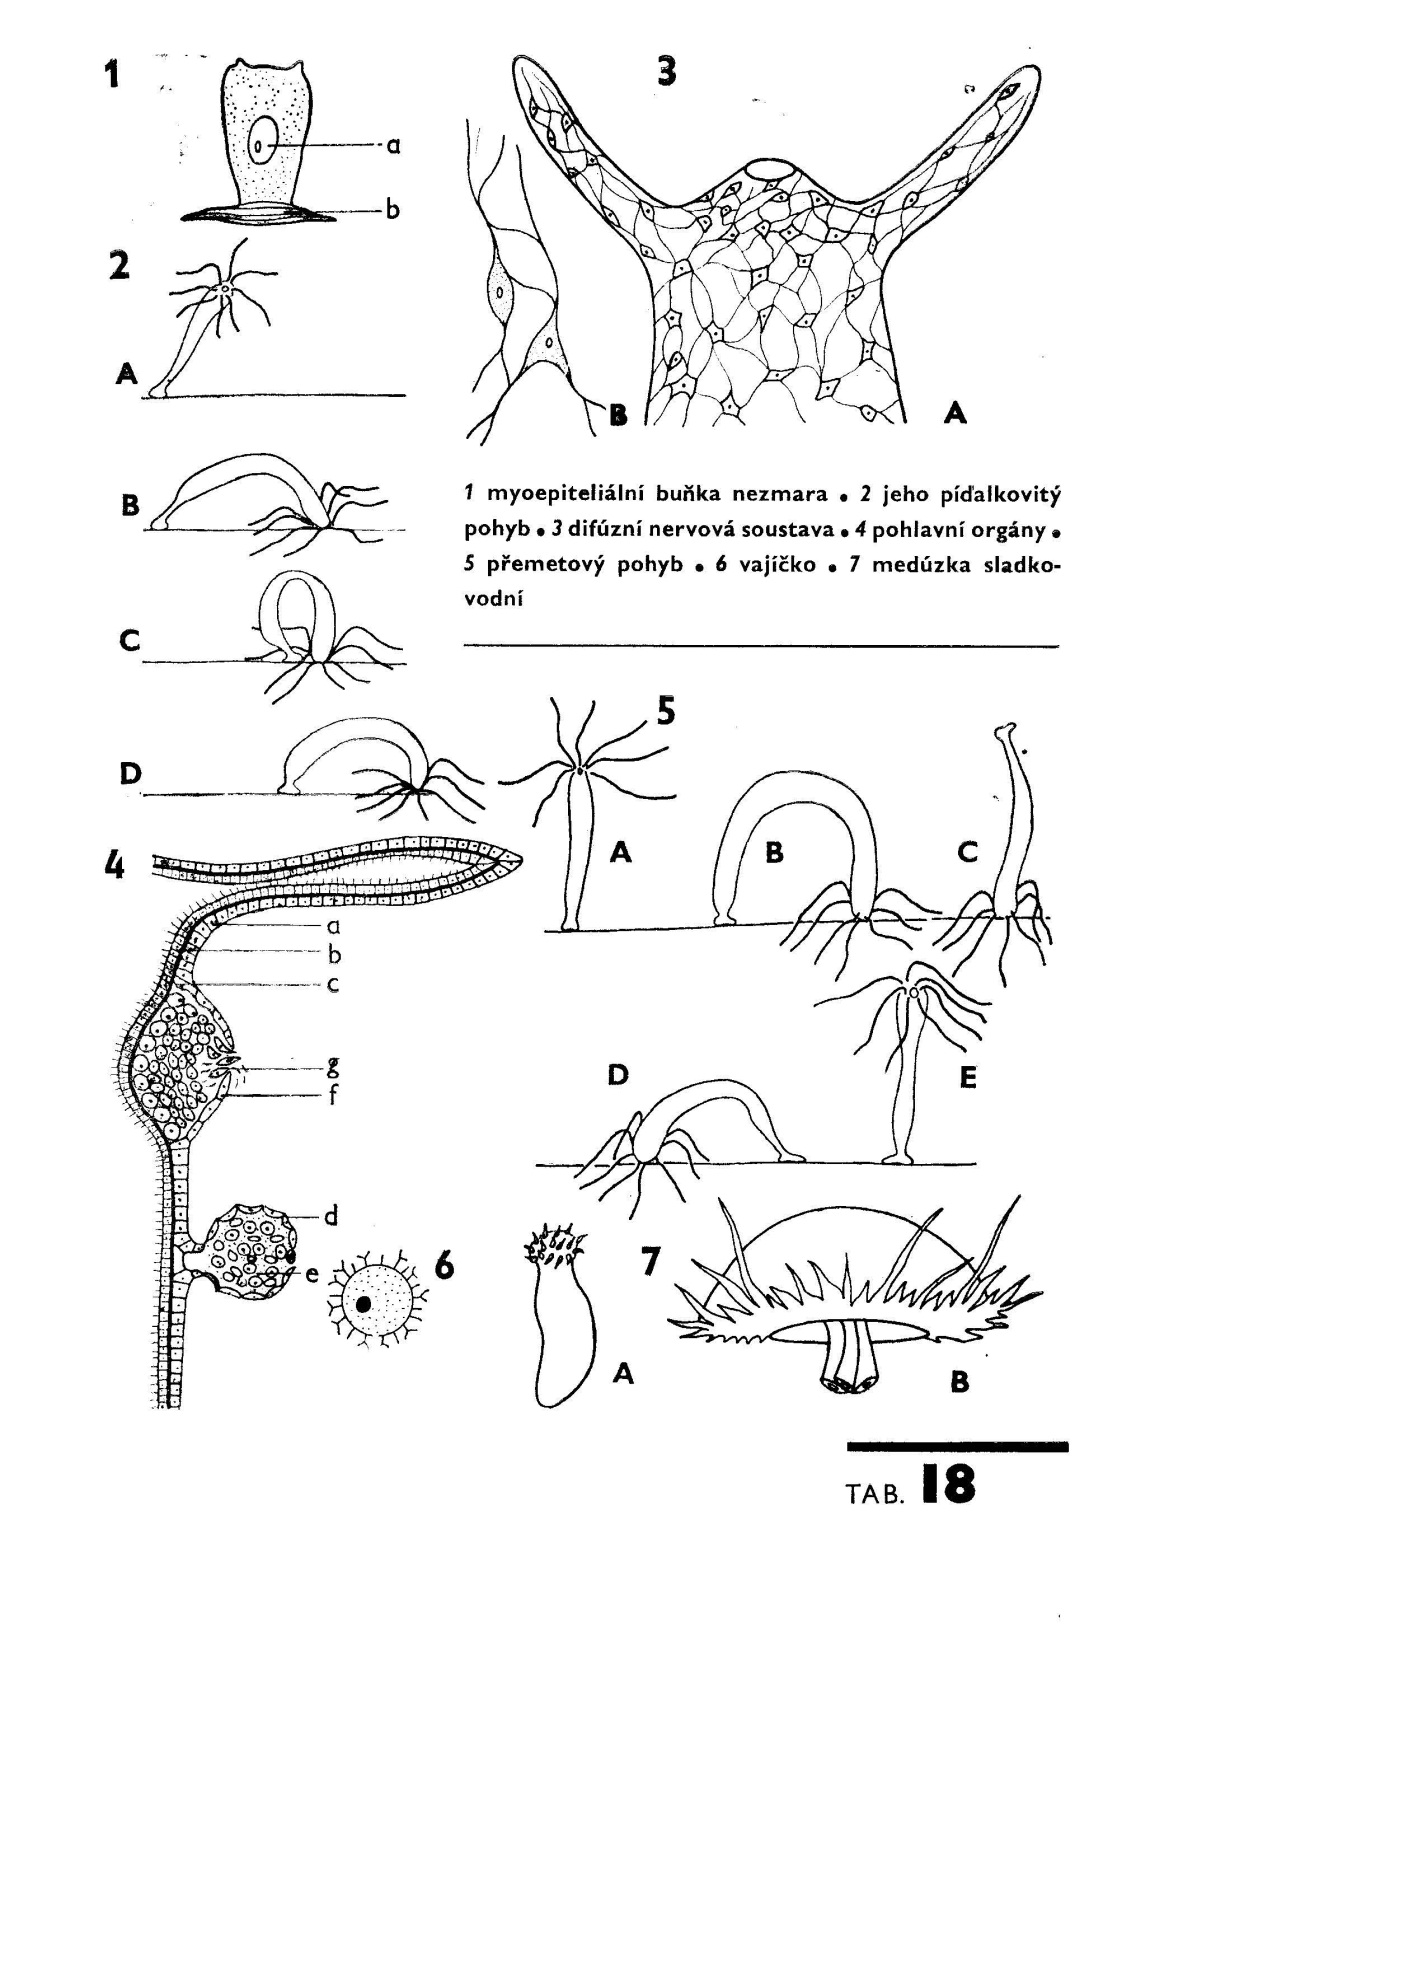 1
a
b
2
A
B
C
D
3
B
A
1 myoepiteliální buňka nezmara • 2 jeho píďalkovitý
pohyb • 3 difúzní nervová soustava • 4 pohlavní orgány •
5 přemetový pohyb • 6 vajíčko • 7 medúzka sladko-
vodní
4
a
b
c
g
f
d
e
5
A
B
C
D
E
6
7
A
B
TAB. 18